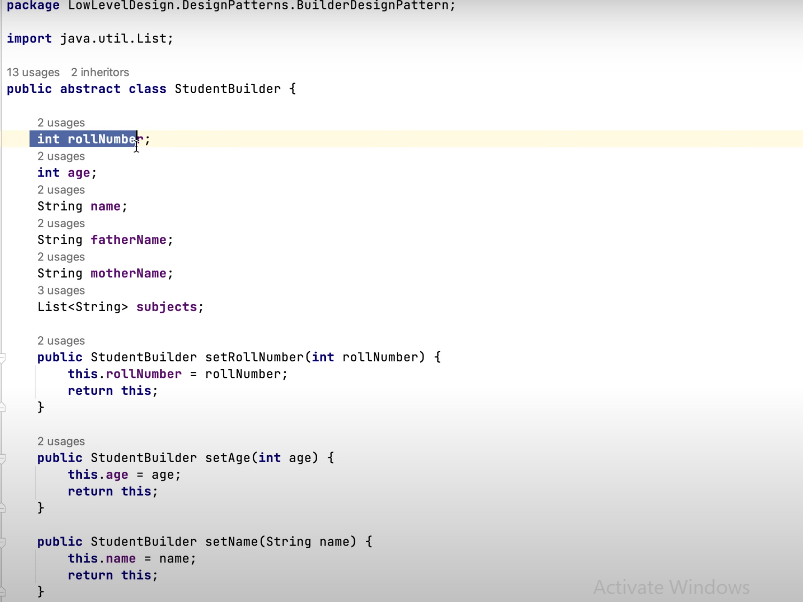 package LowLevelDesign.DesignPatterns.BuilderDesignPattern;
import java.util.List;
13 usages 2 inheritors
public abstract class StudentBuilder {
2 usages
int rollNumber;
2 usages
int age;
2 usages
String name;
2 usages
String fatherName;
2 usages
String motherName;
3 usages
List<String> subjects;
2 usages
public StudentBuilder setRollNumber(int rollNumber) {
this.rollNumber = rollNumber;
return this;
}
2 usages
public StudentBuilder setAge(int age) {
this.age = age;
return this;
}
public StudentBuilder setName(String name) {
this.name = name;
return this;
}
Activate Windows